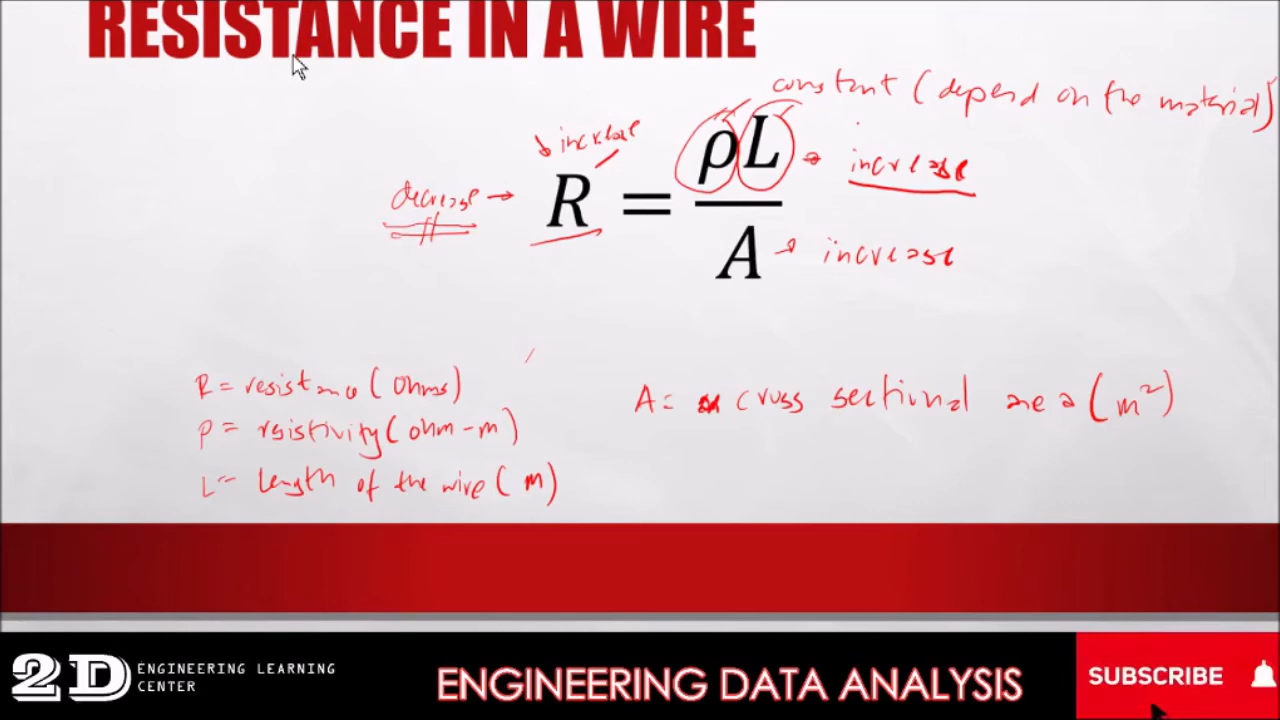 RESISTANCE IN A WIRE
constant (depend on the material)
increase
R = ρL / A
increase
decrease
increase
R = resistance (Ohms)
ρ = resistivity (ohm-m)
L = length of the wire (m)
A = cross sectional area (m²)
2D ENGINEERING LEARNING
CENTER
ENGINEERING DATA ANALYSIS
SUBSCRIBE